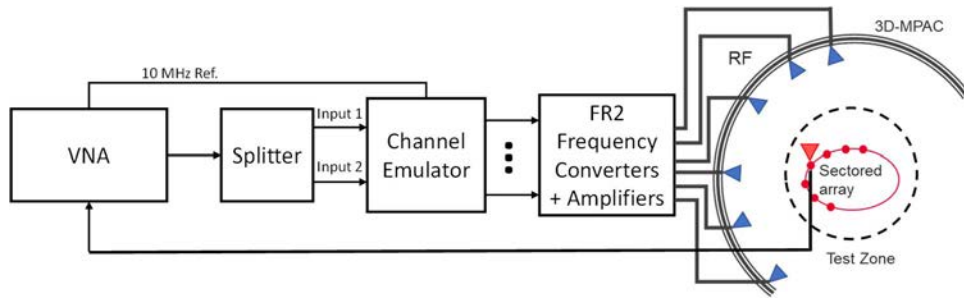 3D-MPAC
RF
10 MHz Ref.
VNA
Splitter
Input 1
Input 2
Channel
Emulator
FR2
Frequency
Converters
+ Amplifiers
Sectored
array
Test Zone